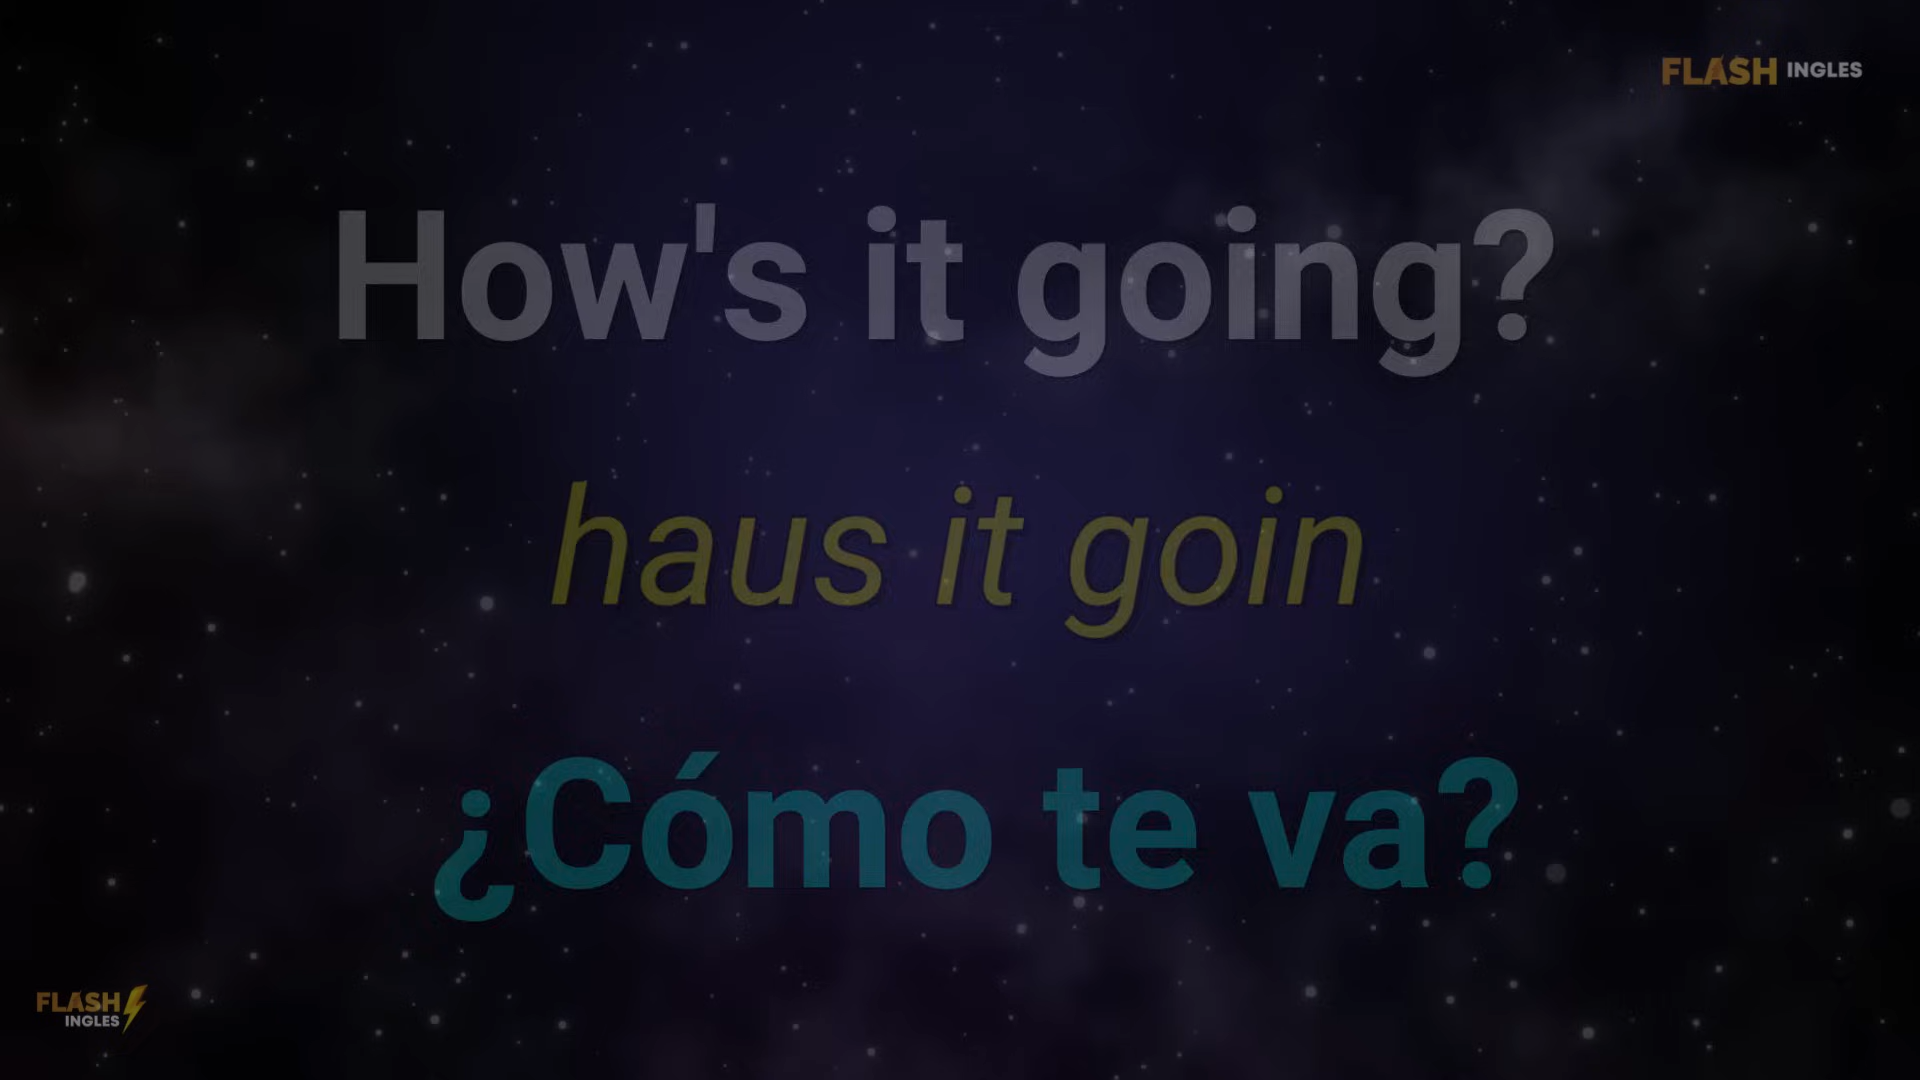 FLASH INGLES
How's it going?
haus it goin
¿Cómo te va?
FLASH
INGLES